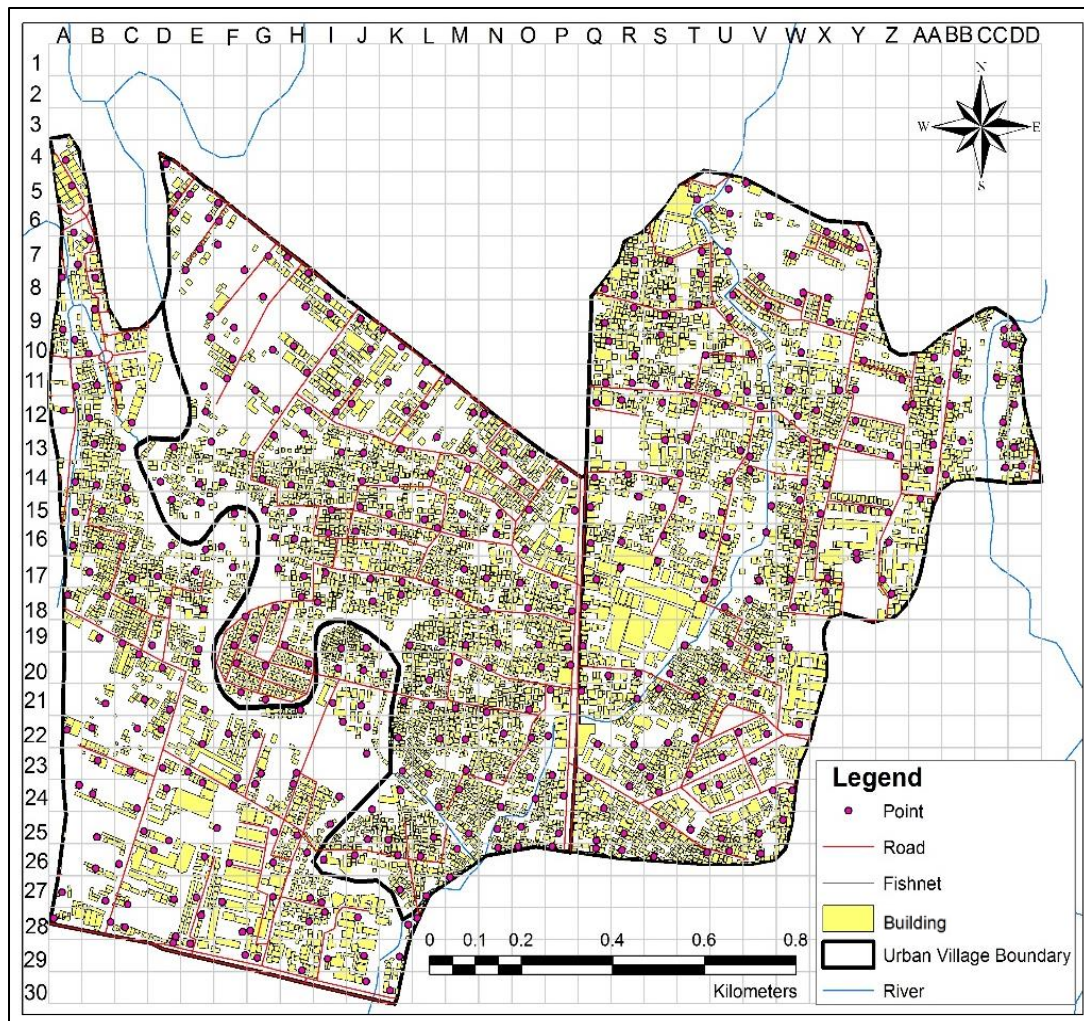 A B C D E F G H I J K L M N O P Q R S T U V W X Y Z AA BB CC DD
1
2
3
4
5
6
7
8
9
10
11
12
13
14
15
16
17
18
19
20
21
22
23
24
25
26
27
28
29
30
N
W E
S
Legend
Point
Road
Fishnet
Building
Urban Village Boundary
River
0 0.1 0.2 0.4 0.6 0.8
Kilometers